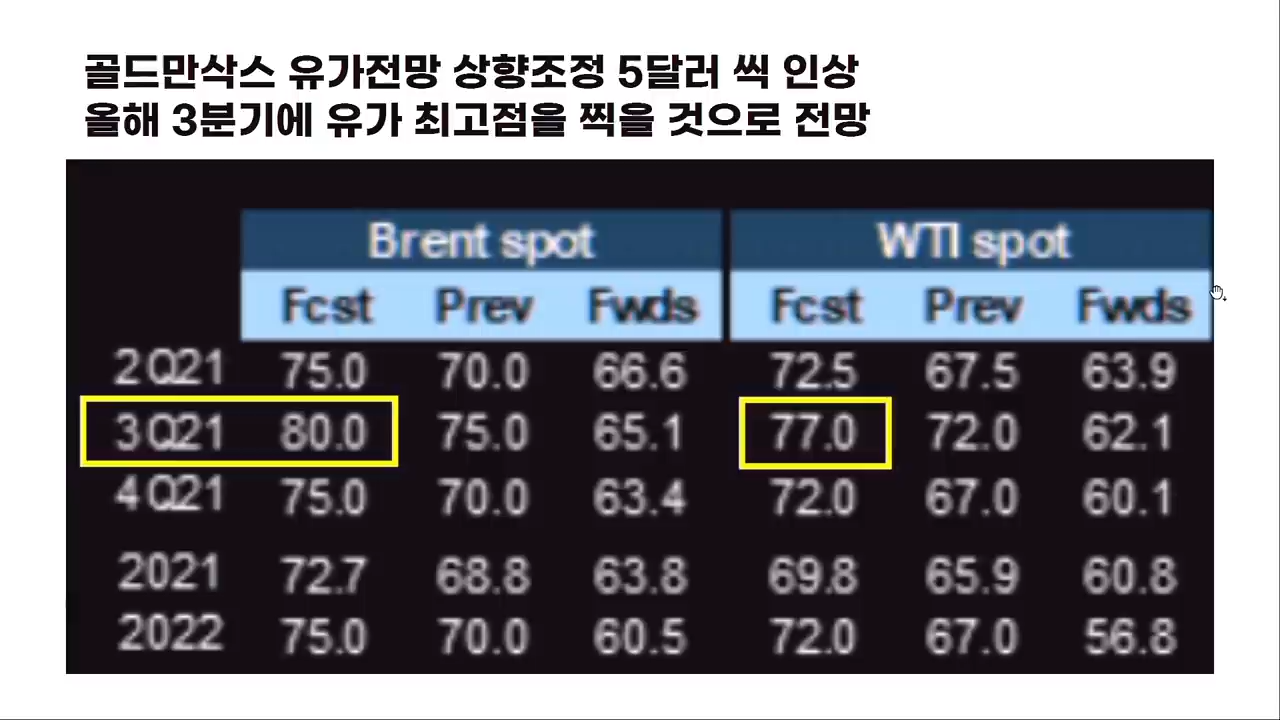 골드만삭스 유가전망 상향조정 5달러 씩 인상
올해 3분기에 유가 최고점을 찍을 것으로 전망
Brent spot WTI spot
Fcst Prev Fwds Fcst Prev Fwds
2Q21 75.0 70.0 66.6 72.5 67.5 63.9
3Q21 80.0 75.0 65.1 77.0 72.0 62.1
4Q21 75.0 70.0 63.4 72.0 67.0 60.1
2021 72.7 68.8 63.8 69.8 65.9 60.8
2022 75.0 70.0 60.5 72.0 67.0 56.8